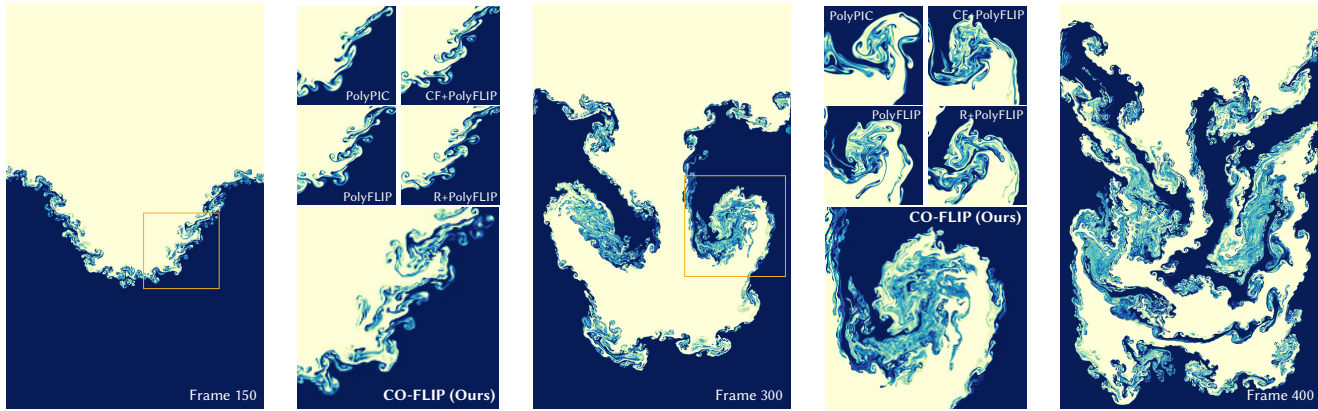 Frame 150
PolyPIC
CF+PolyFLIP
PolyFLIP
R+PolyFLIP
CO-FLIP (Ours)
Frame 300
PolyPIC
CF+PolyFLIP
PolyFLIP
R+PolyFLIP
CO-FLIP (Ours)
Frame 400